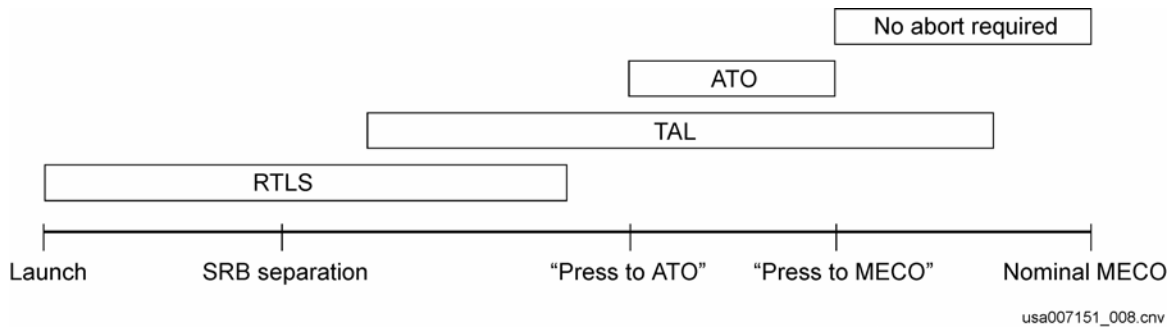 No abort required
ATO
TAL
RTLS
Launch SRB separation “Press to ATO” “Press to MECO” Nominal MECO
usa007151_008.cnv